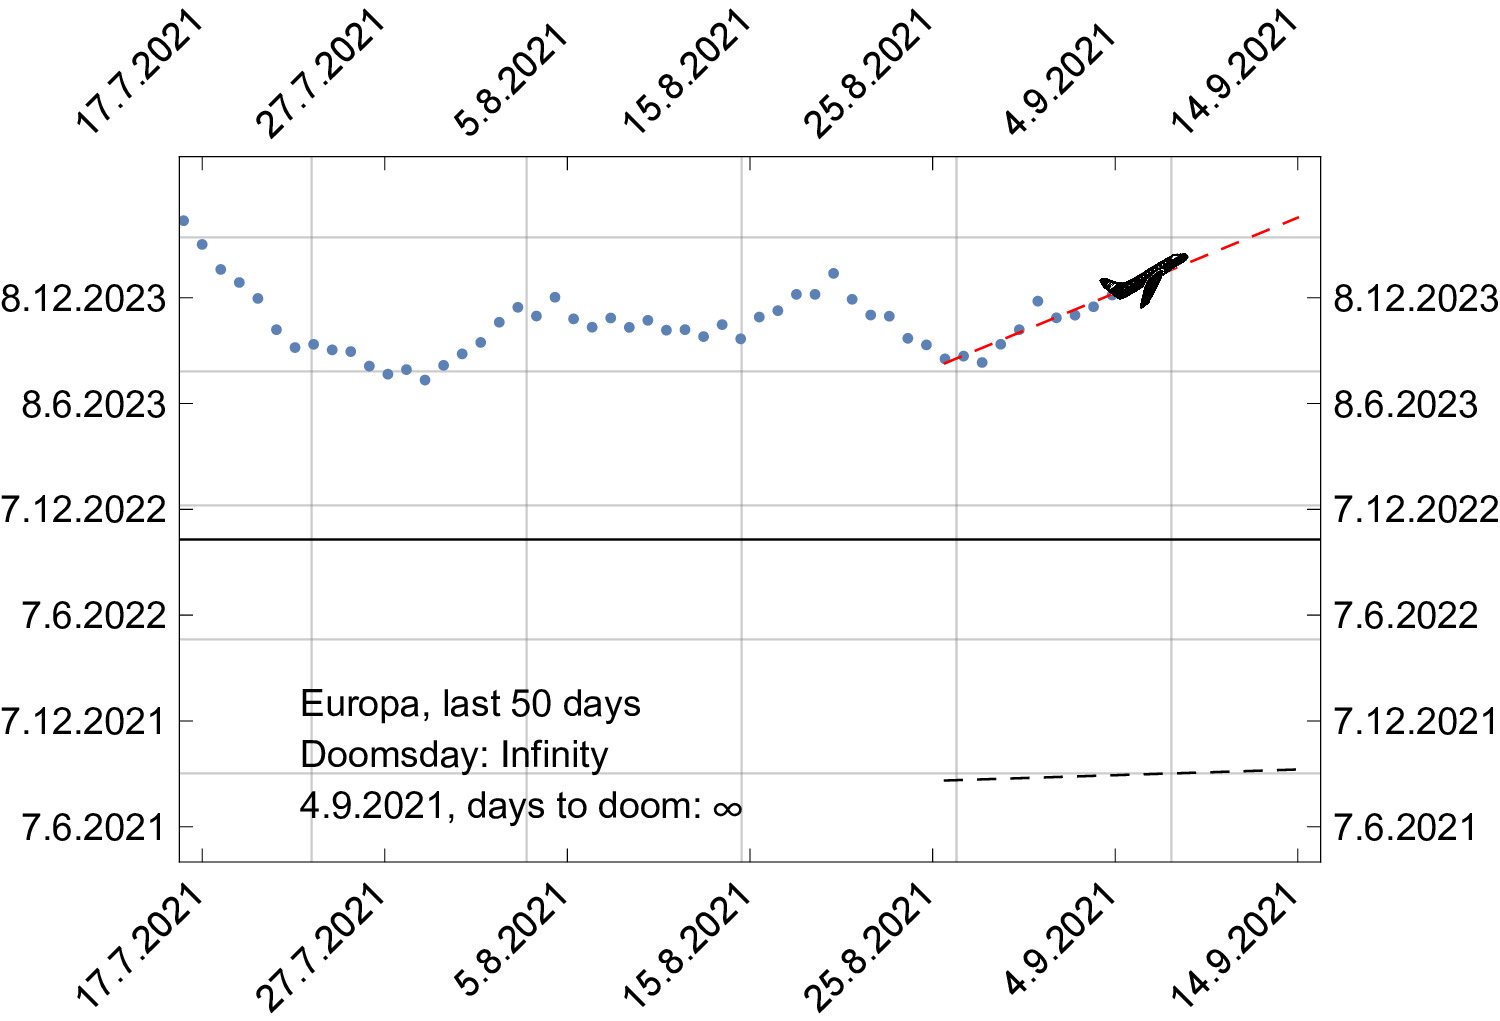 17.7.2021 27.7.2021 5.8.2021 15.8.2021 25.8.2021 4.9.2021 14.9.2021
8.12.2023 8.12.2023
8.6.2023 8.6.2023
7.12.2022 7.12.2022
7.6.2022 7.6.2022
Europa, last 50 days
7.12.2021 7.12.2021
Doomsday: Infinity
4.9.2021, days to doom: ∞
7.6.2021 7.6.2021
17.7.2021 27.7.2021 5.8.2021 15.8.2021 25.8.2021 4.9.2021 14.9.2021